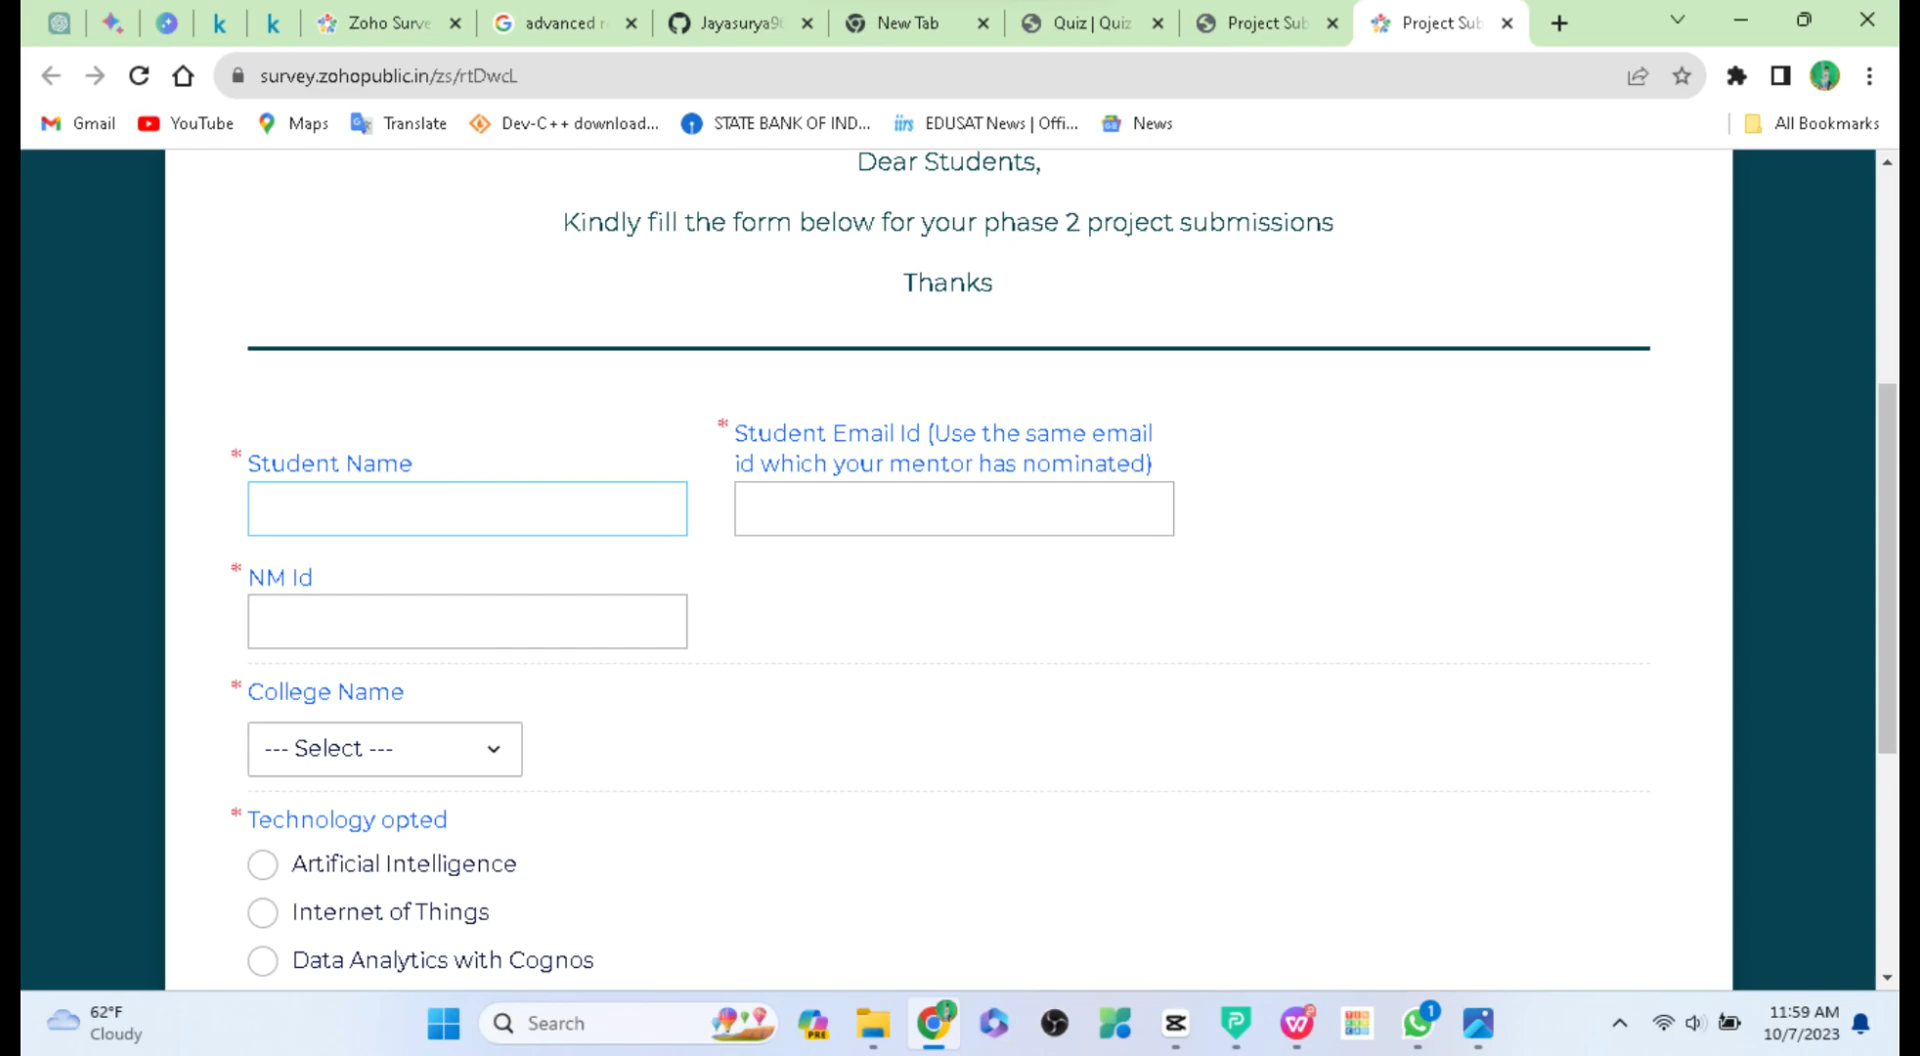 Zoho Surve
advanced r
Jayasurya9
New Tab
Quiz | Quiz
Project Sub
Project Sub
survey.zohopublic.in/zs/rtDwcL
Gmail
YouTube
Maps
Translate
Dev-C++ download...
STATE BANK OF IND...
iirs
EDUSAT News | Offi...
News
All Bookmarks
Dear Students,
Kindly fill the form below for your phase 2 project submissions
Thanks
* Student Name
* Student Email Id (Use the same email
id which your mentor has nominated)
* NM Id
* College Name
--- Select ---
* Technology opted
Artificial Intelligence
Internet of Things
Data Analytics with Cognos
62°F
Cloudy
Search
PRE
1
11:59 AM
10/7/2023